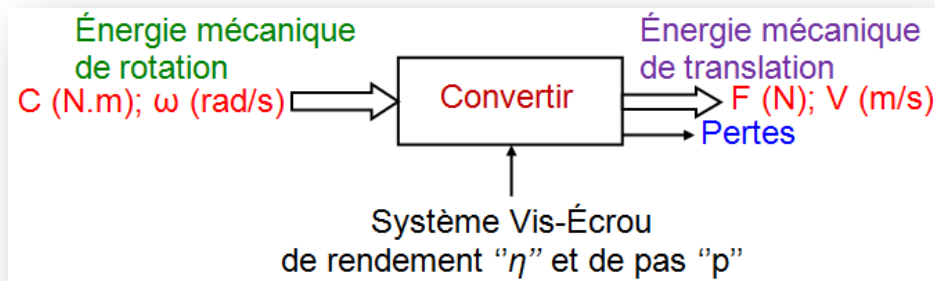 Énergie mécanique
de rotation
C (N.m); ω (rad/s)
Convertir
Énergie mécanique
de translation
F (N); V (m/s)
Pertes
Système Vis-Écrou
de rendement ‘‘η’’ et de pas ‘‘p’’